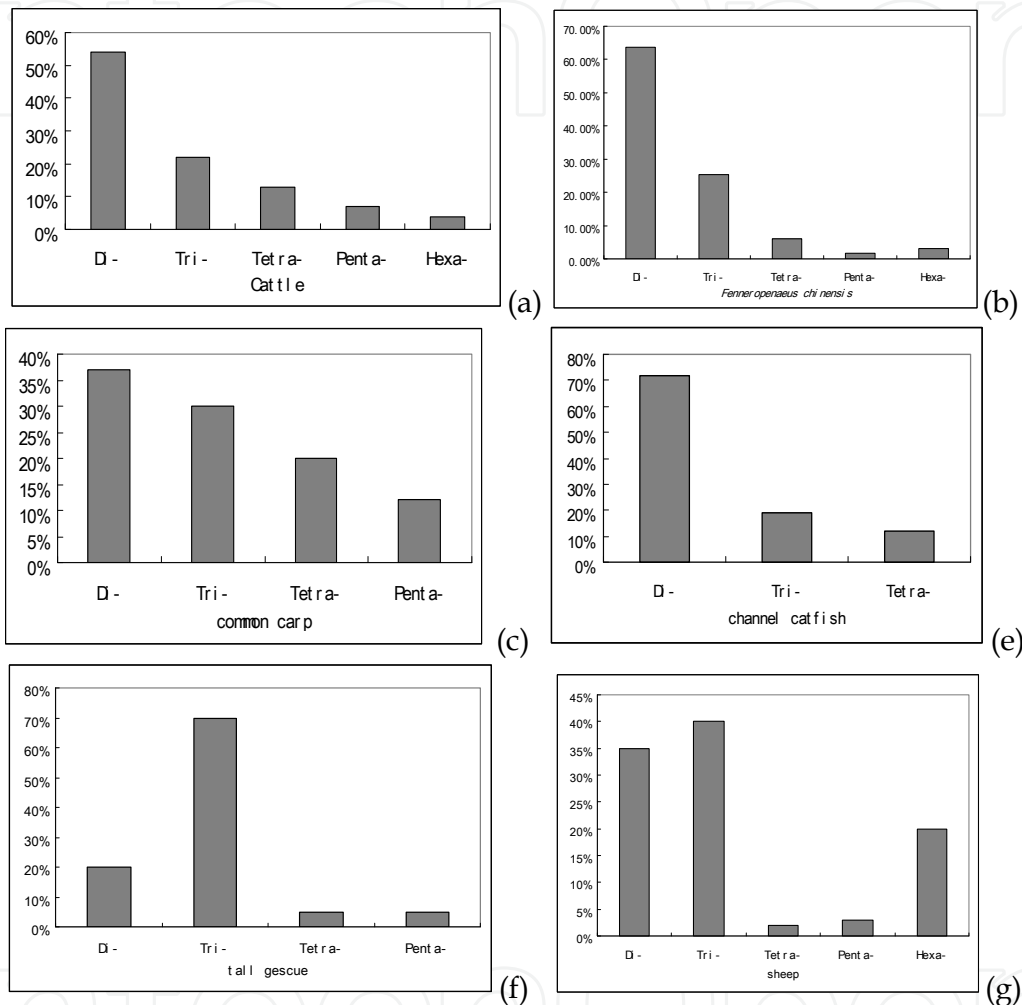 60%
50%
40%
30%
20%
10%
0%
Di- Tri- Tetra- Penta- Hexa-
Cattle
(a)
70.00%
60.00%
50.00%
40.00%
30.00%
20.00%
10.00%
0.00%
Di- Tri- Tetra- Penta- Hexa-
Fenneropenaeus chinensis
(b)
40%
35%
30%
25%
20%
15%
10%
5%
0%
Di- Tri- Tetra- Penta-
common carp
(c)
80%
70%
60%
50%
40%
30%
20%
10%
0%
Di- Tri- Tetra-
channel catfish
(e)
80%
70%
60%
50%
40%
30%
20%
10%
0%
Di- Tri- Tetra- Penta-
tall gescue
(f)
45%
40%
35%
30%
25%
20%
15%
10%
5%
0%
Di- Tri- Tetra- Penta- Hexa-
sheep
(g)